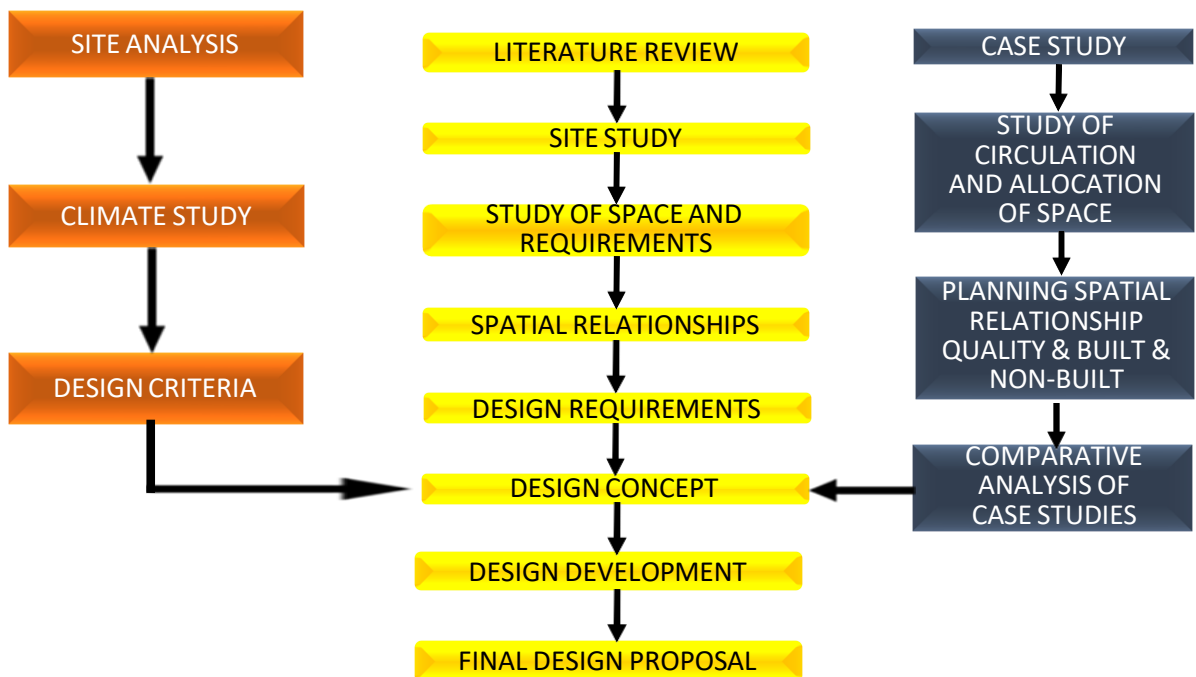 SITE ANALYSIS
CLIMATE STUDY
DESIGN CRITERIA
LITERATURE REVIEW
SITE STUDY
STUDY OF SPACE AND
REQUIREMENTS
SPATIAL RELATIONSHIPS
DESIGN REQUIREMENTS
DESIGN CONCEPT
DESIGN DEVELOPMENT
FINAL DESIGN PROPOSAL
CASE STUDY
STUDY OF
CIRCULATION
AND ALLOCATION
OF SPACE
PLANNING SPATIAL
RELATIONSHIP
QUALITY & BUILT &
NON-BUILT
COMPARATIVE
ANALYSIS OF
CASE STUDIES